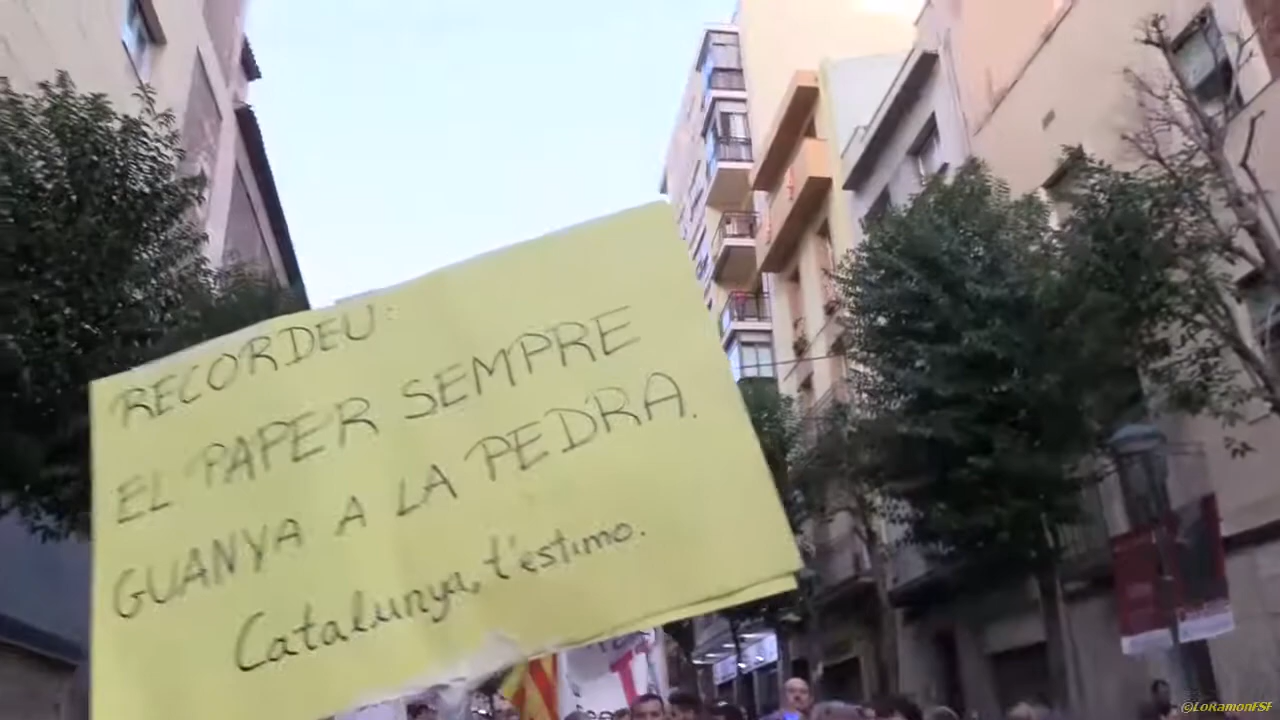 RECORDEU:
EL PAPER SEMPRE
GUANYA A LA PEDRA.
Catalunya, t'estimo.
©LoRamonFSF